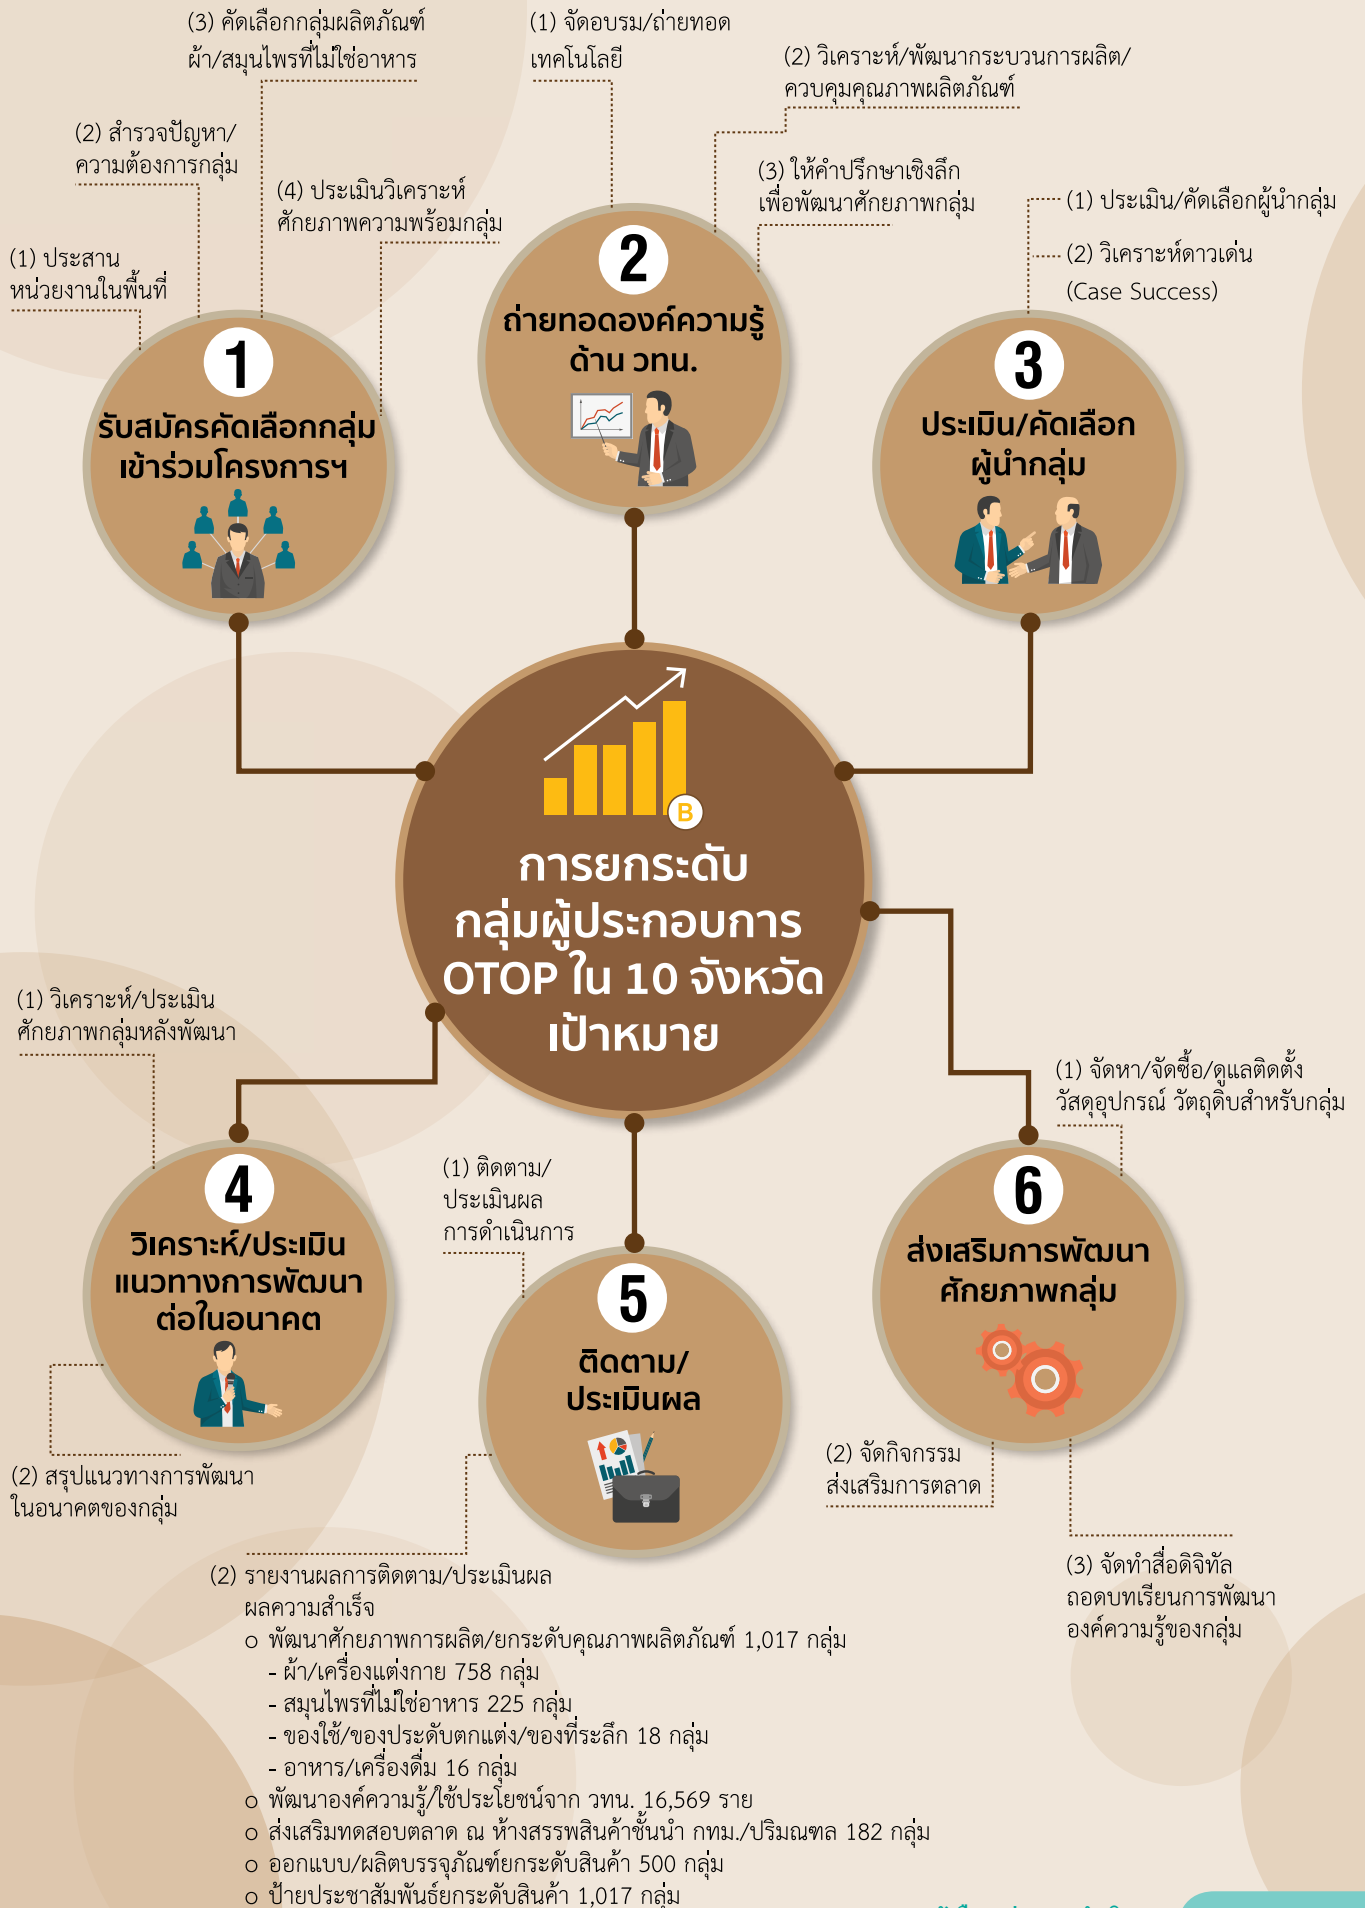 (3) คัดเลือกกลุ่มผลิตภัณฑ์
ผ้า/สมุนไพรที่ไม่ใช่อาหาร
(2) สำรวจปัญหา/
ความต้องการกลุ่ม
(4) ประเมินวิเคราะห์
ศักยภาพความพร้อมกลุ่ม
(1) ประสาน
หน่วยงานในพื้นที่
1
รับสมัครคัดเลือกกลุ่ม
เข้าร่วมโครงการฯ
(1) จัดอบรม/ถ่ายทอด
เทคโนโลยี
(2) วิเคราะห์/พัฒนากระบวนการผลิต/
ควบคุมคุณภาพผลิตภัณฑ์
(3) ให้คำปรึกษาเชิงลึก
เพื่อพัฒนาศักยภาพกลุ่ม
2
ถ่ายทอดองค์ความรู้
ด้าน วทน.
(1) ประเมิน/คัดเลือกผู้นำกลุ่ม
(2) วิเคราะห์ดาวเด่น
(Case Success)
3
ประเมิน/คัดเลือก
ผู้นำกลุ่ม
B
การยกระดับ
กลุ่มผู้ประกอบการ
OTOP ใน 10 จังหวัด
เป้าหมาย
(1) วิเคราะห์/ประเมิน
ศักยภาพกลุ่มหลังพัฒนา
4
วิเคราะห์/ประเมิน
แนวทางการพัฒนา
ต่อในอนาคต
(2) สรุปแนวทางการพัฒนา
ในอนาคตของกลุ่ม
(1) ติดตาม/
ประเมินผล
การดำเนินการ
5
ติดตาม/
ประเมินผล
(1) จัดหา/จัดซื้อ/ดูแลติดตั้ง
วัสดุอุปกรณ์ วัตถุดิบสำหรับกลุ่ม
6
ส่งเสริมการพัฒนา
ศักยภาพกลุ่ม
(2) จัดกิจกรรม
ส่งเสริมการตลาด
(3) จัดทำสื่อดิจิทัล
ถอดบทเรียนการพัฒนา
องค์ความรู้ของกลุ่ม
(2) รายงานผลการติดตาม/ประเมินผล
ผลความสำเร็จ
o พัฒนาศักยภาพการผลิต/ยกระดับคุณภาพผลิตภัณฑ์ 1,017 กลุ่ม
- ผ้า/เครื่องแต่งกาย 758 กลุ่ม
- สมุนไพรที่ไม่ใช่อาหาร 225 กลุ่ม
- ของใช้/ของประดับตกแต่ง/ของที่ระลึก 18 กลุ่ม
- อาหาร/เครื่องดื่ม 16 กลุ่ม
o พัฒนาองค์ความรู้/ใช้ประโยชน์จาก วทน. 16,569 ราย
o ส่งเสริมทดสอบตลาด ณ ห้างสรรพสินค้าชั้นนำ กทม./ปริมณฑล 182 กลุ่ม
o ออกแบบ/ผลิตบรรจุภัณฑ์ยกระดับสินค้า 500 กลุ่ม
o ป้ายประชาสัมพันธ์ยกระดับสินค้า 1,017 กลุ่ม